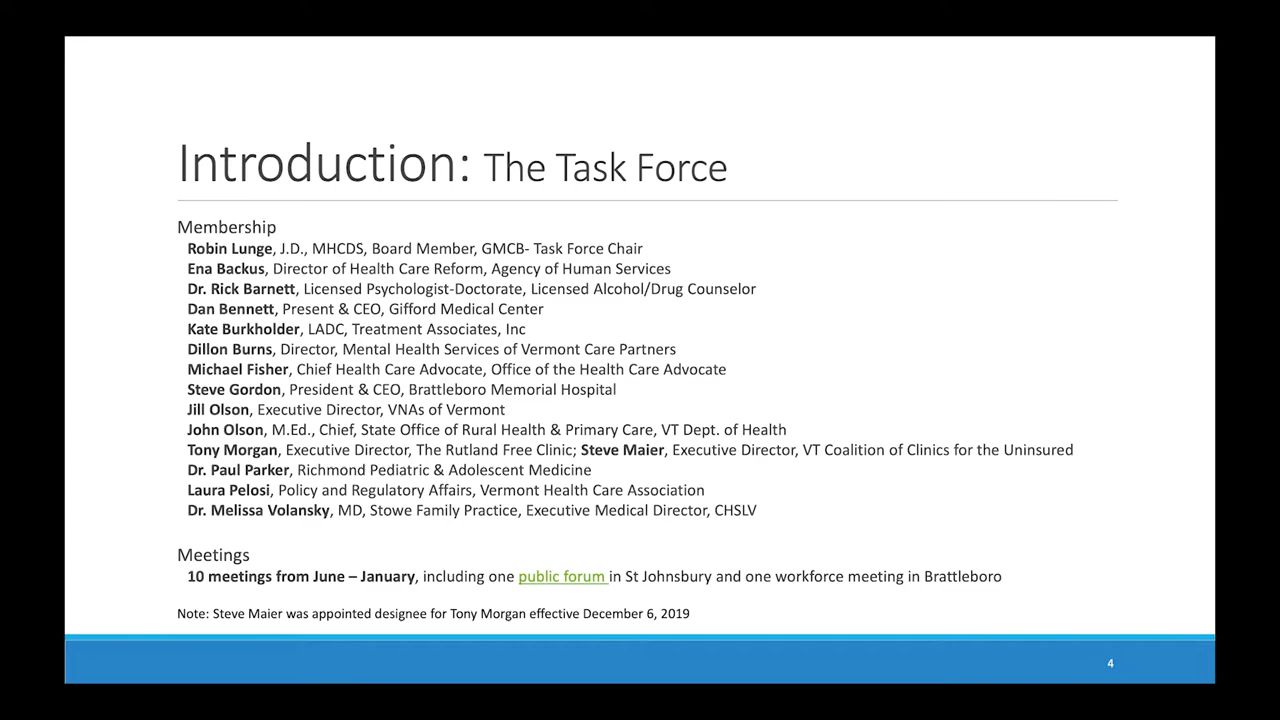 Introduction: The Task Force
Membership
Robin Lunge, J.D., MHCDS, Board Member, GMCB- Task Force Chair
Ena Backus, Director of Health Care Reform, Agency of Human Services
Dr. Rick Barnett, Licensed Psychologist-Doctorate, Licensed Alcohol/Drug Counselor
Dan Bennett, Present & CEO, Gifford Medical Center
Kate Burkholder, LADC, Treatment Associates, Inc
Dillon Burns, Director, Mental Health Services of Vermont Care Partners
Michael Fisher, Chief Health Care Advocate, Office of the Health Care Advocate
Steve Gordon, President & CEO, Brattleboro Memorial Hospital
Jill Olson, Executive Director, VNAs of Vermont
John Olson, M.Ed., Chief, State Office of Rural Health & Primary Care, VT Dept. of Health
Tony Morgan, Executive Director, The Rutland Free Clinic; Steve Maier, Executive Director, VT Coalition of Clinics for the Uninsured
Dr. Paul Parker, Richmond Pediatric & Adolescent Medicine
Laura Pelosi, Policy and Regulatory Affairs, Vermont Health Care Association
Dr. Melissa Volansky, MD, Stowe Family Practice, Executive Medical Director, CHSLV
Meetings
10 meetings from June – January, including one public forum in St Johnsbury and one workforce meeting in Brattleboro
Note: Steve Maier was appointed designee for Tony Morgan effective December 6, 2019
4